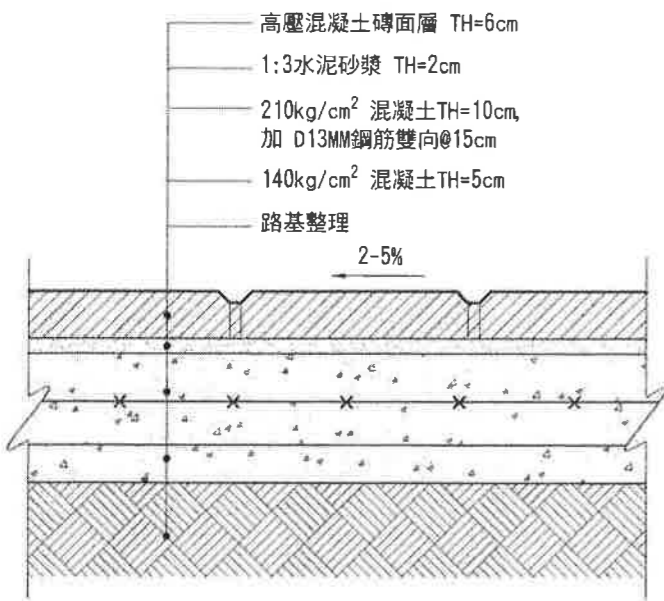 高壓混凝土磚面層 TH=6cm
1:3水泥砂漿 TH=2cm
210kg/cm² 混凝土TH=10cm,
加 D13MM鋼筋雙向@15cm
140kg/cm² 混凝土TH=5cm
路基整理
2-5%